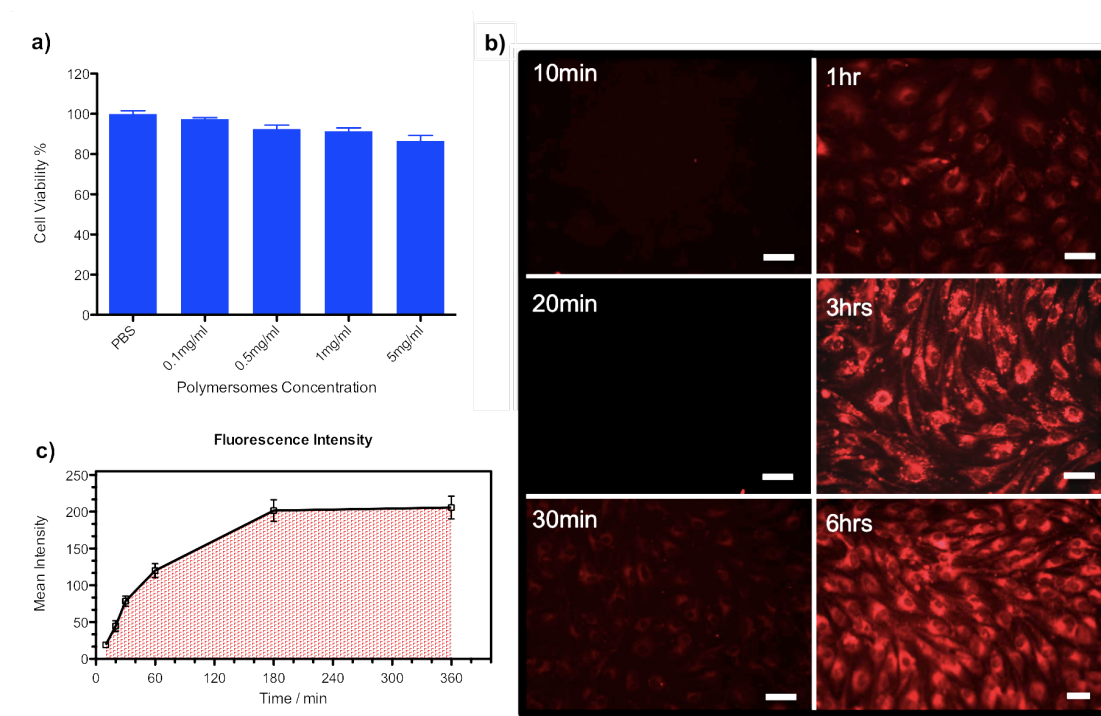 a)
120
100
80
60
40
20
0
Cell Viability %
PBS
0.1mg/ml
0.5mg/ml
1mg/ml
5mg/ml
Polymersomes Concentration
b)
10min
1hr
20min
3hrs
30min
6hrs
c)
Fluorescence Intensity
250
200
150
100
50
0
Mean Intensity
0 60 120 180 240 300 360
Time / min